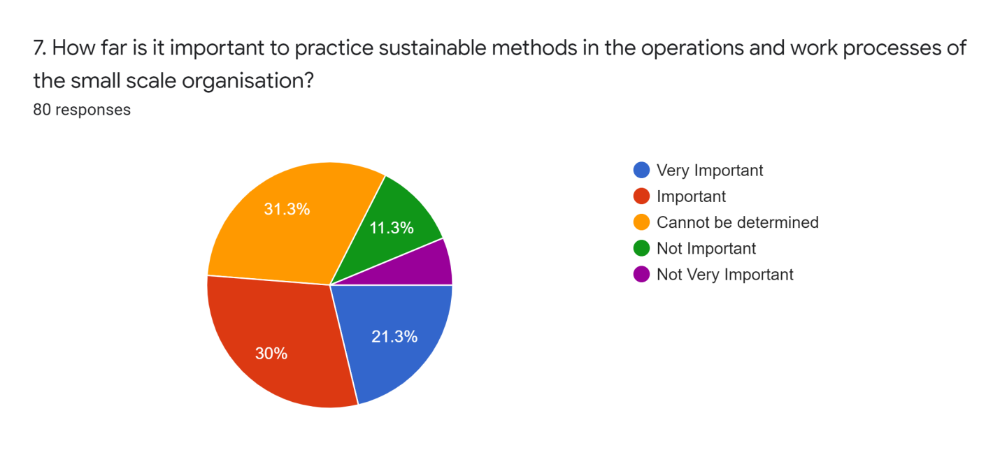 7. How far is it important to practice sustainable methods in the operations and work processes of
the small scale organisation?
80 responses
31.3%
11.3%
30%
21.3%
Very Important
Important
Cannot be determined
Not Important
Not Very Important